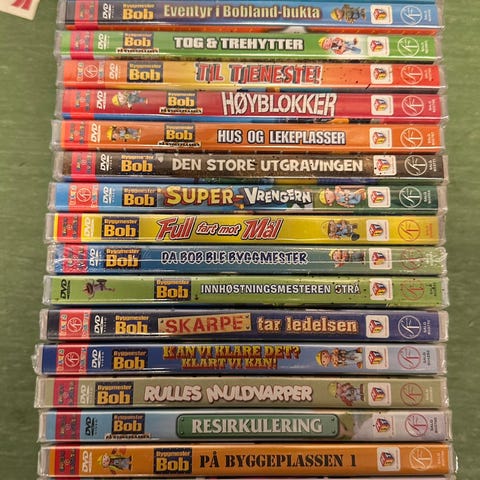 DVD VIDEO Byggmester Bob Eventyr i Bobland-bukta
DVD VIDEO Byggmester Bob TOG & TREHYTTER
DVD Byggmester Bob TIL TJENESTE!
DVD Byggmester Bob HØYBLOKKER
DVD Byggmester Bob HUS OG LEKEPLASSER
DVD Byggmester Bob DEN STORE UTGRAVINGEN
DVD Byggmester Bob SUPER-VRENGERN
DVD Byggmester Bob Full fart mot Mål
DVD Byggmester Bob DA BOB BLE BYGGMESTER
DVD Byggmester Bob INNHØSTNINGSMESTEREN STRÅ
DVD Byggmester Bob SKARPE tar ledelsen
DVD Byggmester Bob KAN VI KLARE DET? KLART VI KAN!
DVD Byggmester Bob RULLES MULDVARPER
DVD Byggmester Bob RESIRKULERING
DVD Byggmester Bob PÅ BYGGEPLASSEN 1